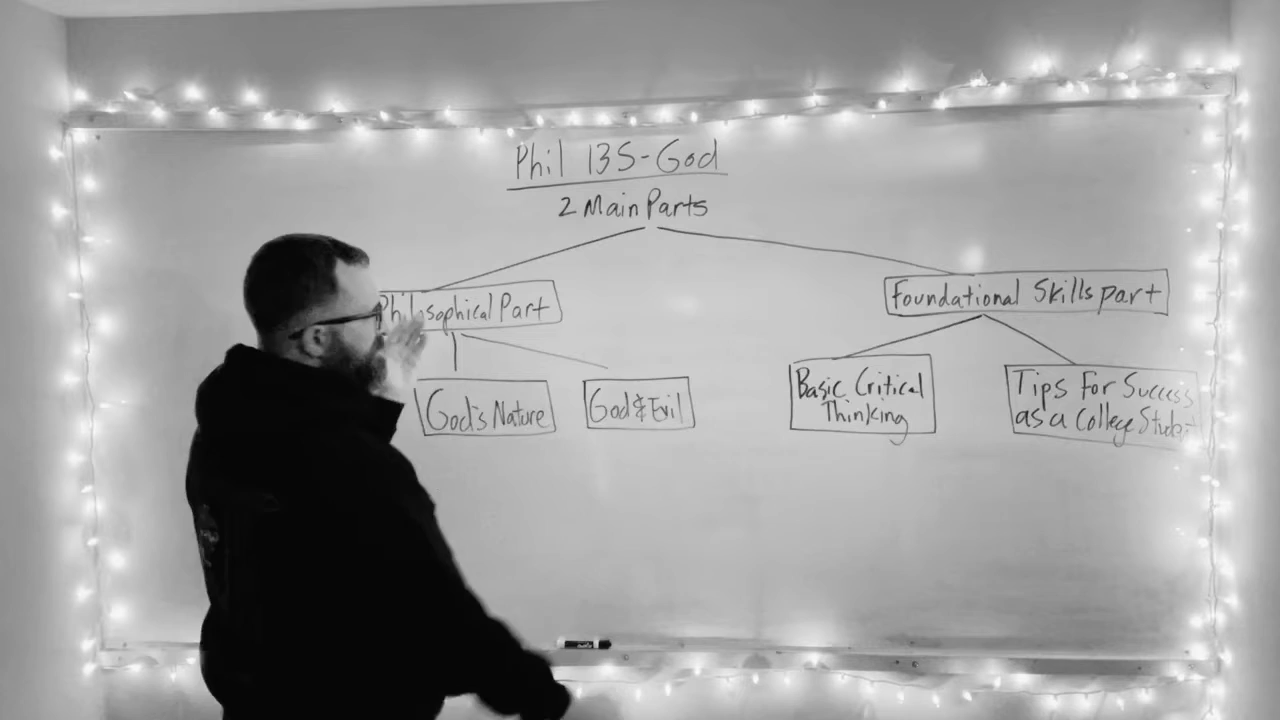 Phil 135-God
2 Main Parts
Philosophical Part
Foundational Skills part
God's Nature
God & Evil
Basic Critical
Thinking
Tips For Success
as a College Student